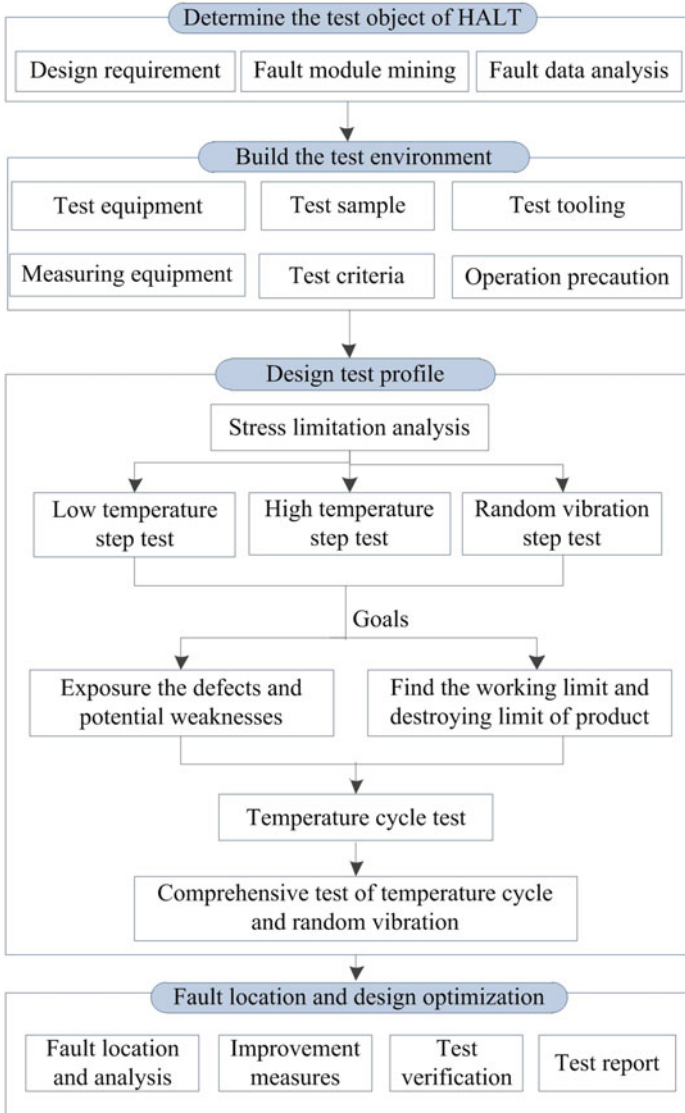 Determine the test object of HALT
Design requirement
Fault module mining
Fault data analysis
Build the test environment
Test equipment
Test sample
Test tooling
Measuring equipment
Test criteria
Operation precaution
Design test profile
Stress limitation analysis
Low temperature
step test
High temperature
step test
Random vibration
step test
Goals
Exposure the defects and
potential weaknesses
Find the working limit and
destroying limit of product
Temperature cycle test
Comprehensive test of temperature cycle
and random vibration
Fault location and design optimization
Fault location
and analysis
Improvement
measures
Test
verification
Test report